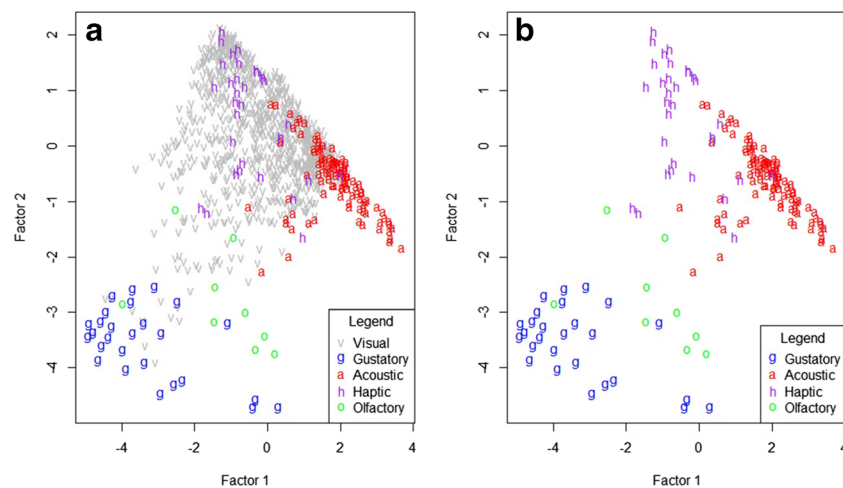 a
b
2
1
0
-1
-2
-3
-4
Factor 2
-4
-2
0
2
4
Factor 1
Legend
v Visual
g Gustatory
a Acoustic
h Haptic
o Olfactory
2
1
0
-1
-2
-3
-4
Factor 2
-4
-2
0
2
4
Factor 1
Legend
g Gustatory
a Acoustic
h Haptic
o Olfactory